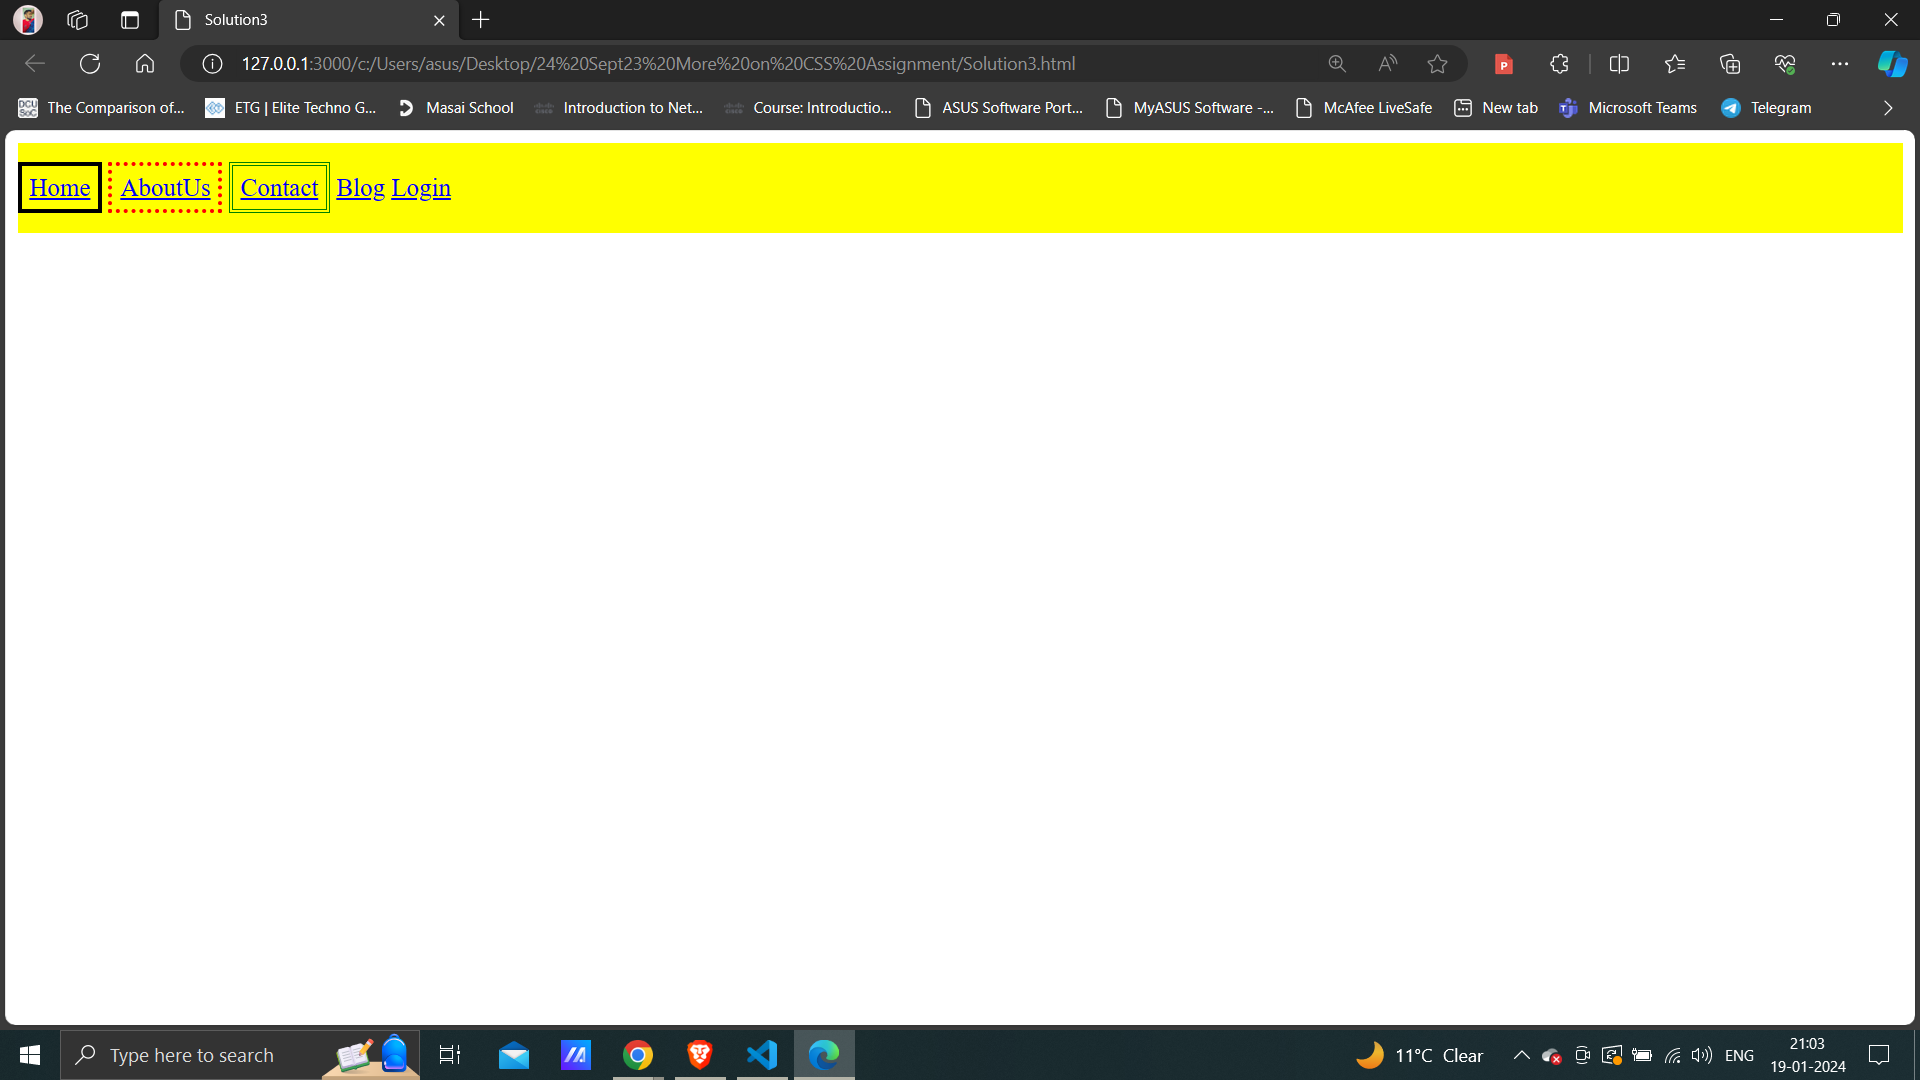 Solution3
127.0.0.1:3000/c:/Users/asus/Desktop/24%20Sept23%20More%20on%20CSS%20Assignment/Solution3.html
The Comparison of... ETG | Elite Techno G... Masai School Introduction to Net... Course: Introductio... ASUS Software Port... MyASUS Software -... McAfee LiveSafe New tab Microsoft Teams Telegram
Home AboutUs Contact Blog Login
Type here to search 11°C Clear ENG 21:03
19-01-2024